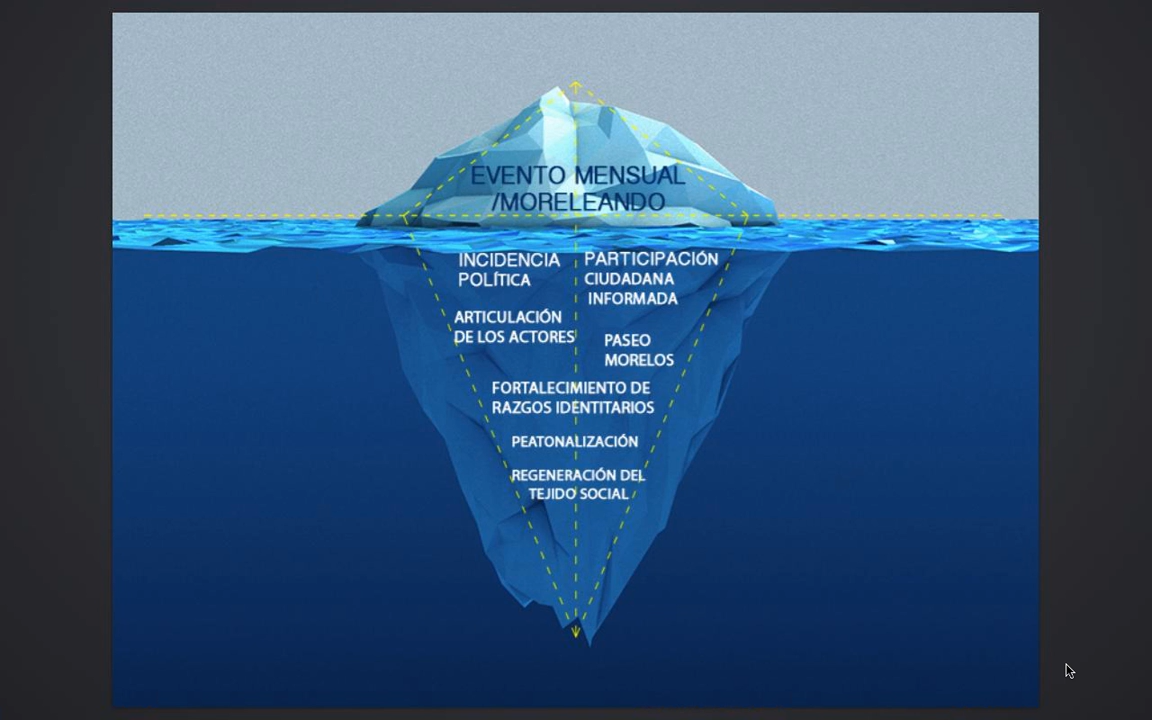 EVENTO MENSUAL
/MORELEANDO
INCIDENCIA
POLÍTICA
PARTICIPACIÓN
CIUDADANA
INFORMADA
ARTICULACIÓN
DE LOS ACTORES
PASEO
MORELOS
FORTALECIMIENTO DE
RAZGOS IDENTITARIOS
PEATONALIZACIÓN
REGENERACIÓN DEL
TEJIDO SOCIAL